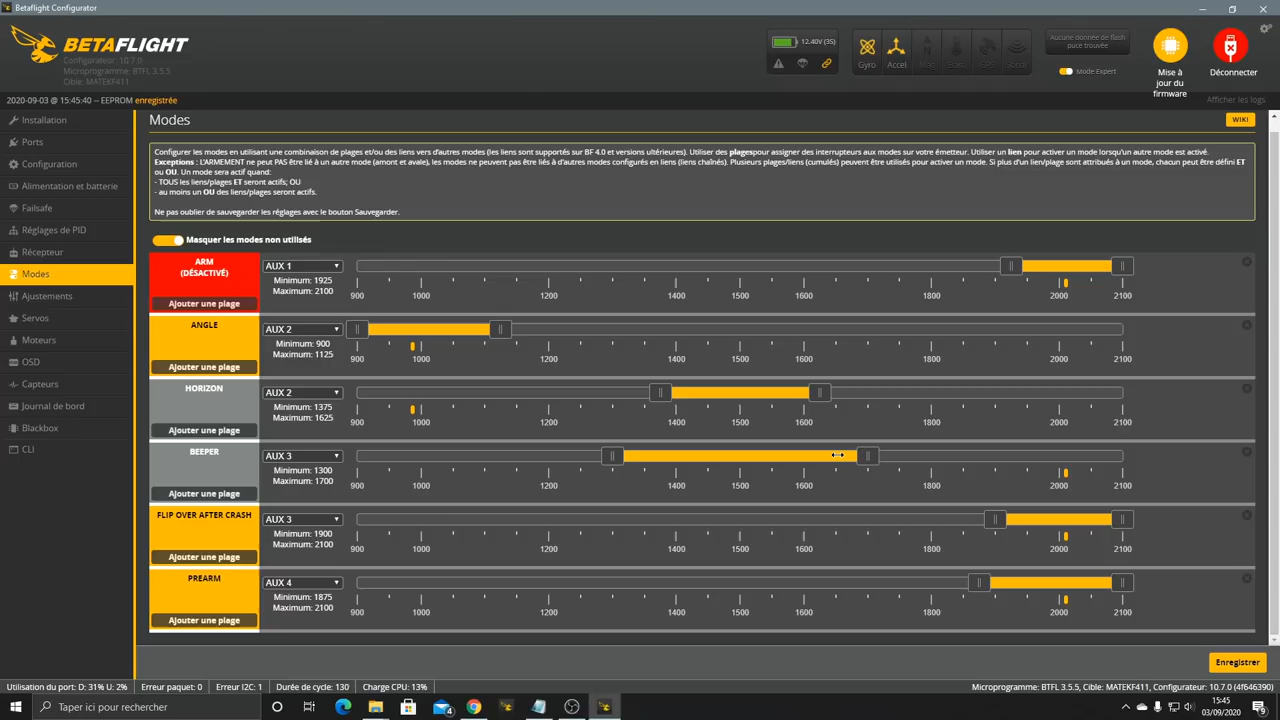 Betaflight Configurator
BETAFLIGHT
Configurateur: 10.7.0
Microprogramme: BTFL 3.5.5
Cible: MATEKF411
12.40V (3S)
Gyro
Accel
Aucune donnée de flash
puce trouvée
Mode Expert
Mise à
jour du
firmware
Déconnecter
2020-09-03 @ 15:45:40 -- EEPROM enregistrée
Afficher les logs
Installation
Ports
Configuration
Alimentation et batterie
Failsafe
Réglages de PID
Récepteur
Modes
Ajustements
Servos
Moteurs
OSD
Capteurs
Journal de bord
Blackbox
CLI
Modes
WIKI
Configurer les modes en utilisant une combinaison de plages et/ou des liens vers d'autres modes (les liens sont supportés sur BF 4.0 et versions ultérieures). Utiliser des plagespour assigner des interrupteurs aux modes sur votre émetteur. Utiliser un lien pour activer un mode lorsqu'un autre mode est activé.
Exceptions : L'ARMEMENT ne peut PAS être lié à un autre mode (amont et avale), les modes ne peuvent pas être liés à d'autres modes configurés en liens (liens chaînés). Plusieurs plages/liens (cumulés) peuvent être utilisés pour activer un mode. Si plus d'un lien/plage sont attribués à un mode, chacun peut être défini ET
ou OU. Un mode sera actif quand:
- TOUS les liens/plages ET seront actifs; OU
- au moins un OU des liens/plages seront actifs.
Ne pas oublier de sauvegarder les réglages avec le bouton Sauvegarder.
Masquer les modes non utilisés
ARM
(DÉSACTIVÉ)
Ajouter une plage
AUX 1
Minimum: 1925
Maximum: 2100
900 1000 1200 1400 1500 1600 1800 2000 2100
ANGLE
Ajouter une plage
AUX 2
Minimum: 900
Maximum: 1125
900 1000 1200 1400 1500 1600 1800 2000 2100
HORIZON
Ajouter une plage
AUX 2
Minimum: 1375
Maximum: 1625
900 1000 1200 1400 1500 1600 1800 2000 2100
BEEPER
Ajouter une plage
AUX 3
Minimum: 1300
Maximum: 1700
900 1000 1200 1400 1500 1600 1800 2000 2100
FLIP OVER AFTER CRASH
Ajouter une plage
AUX 3
Minimum: 1900
Maximum: 2100
900 1000 1200 1400 1500 1600 1800 2000 2100
PREARM
Ajouter une plage
AUX 4
Minimum: 1875
Maximum: 2100
900 1000 1200 1400 1500 1600 1800 2000 2100
Enregistrer
Utilisation du port: D: 31% U: 2% Erreur paquet: 0 Erreur I2C: 1 Durée de cycle: 130 Charge CPU: 13% Microprogramme: BTFL 3.5.5, Cible: MATEKF411, Configurateur: 10.7.0 (4f646390)
Taper ici pour rechercher
4
15:45
03/09/2020